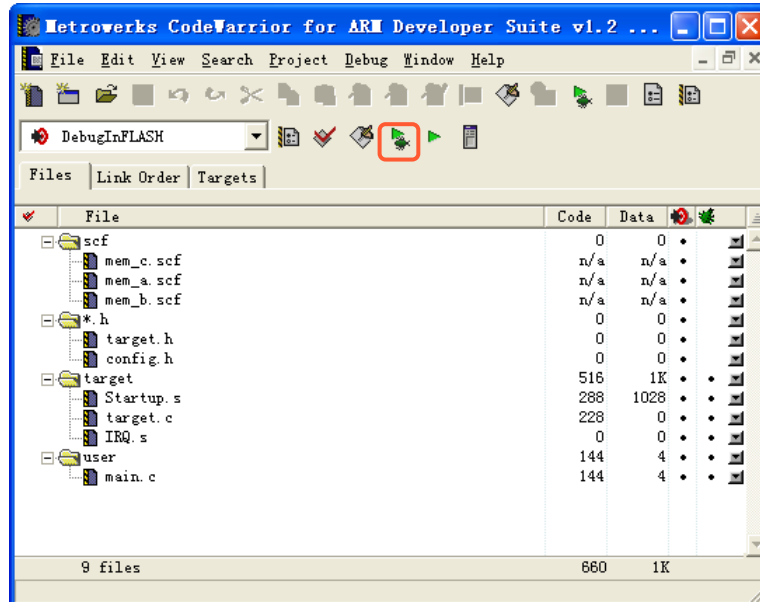 Metrowerks CodeWarrior for ARM Developer Suite v1.2 ...
File Edit View Search Project Debug Window Help
DebugInFLASH
Files Link Order Targets
File Code Data
scf 0 0
mem_c.scf n/a n/a
mem_a.scf n/a n/a
mem_b.scf n/a n/a
*.h 0 0
target.h 0 0
config.h 0 0
target 516 1K
Startup.s 288 1028
target.c 228 0
IRQ.s 0 0
user 144 4
main.c 144 4
9 files 660 1K